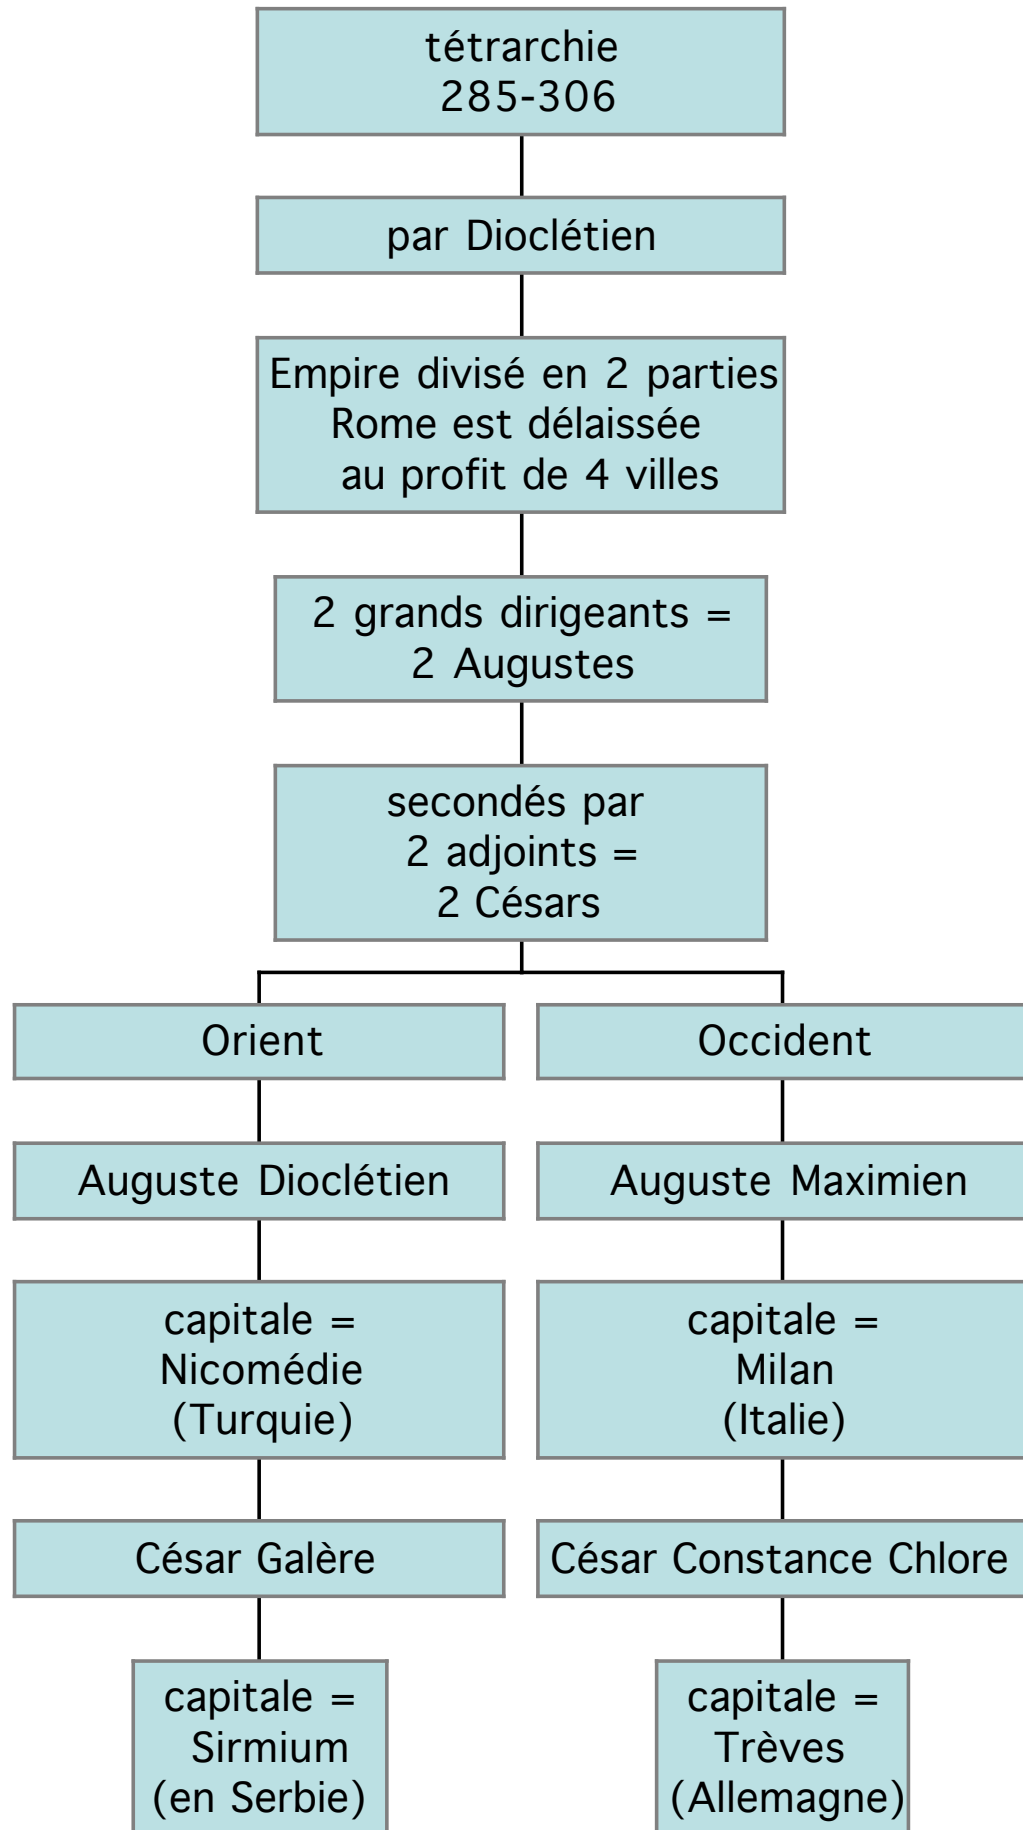 tétrarchie
285-306
par Dioclétien
Empire divisé en 2 parties
Rome est délaissée
au profit de 4 villes
2 grands dirigeants =
2 Augustes
secondés par
2 adjoints =
2 Césars
Orient
Occident
Auguste Dioclétien
Auguste Maximien
capitale =
Nicomédie
(Turquie)
capitale =
Milan
(Italie)
César Galère
César Constance Chlore
capitale =
Sirmium
(en Serbie)
capitale =
Trèves
(Allemagne)